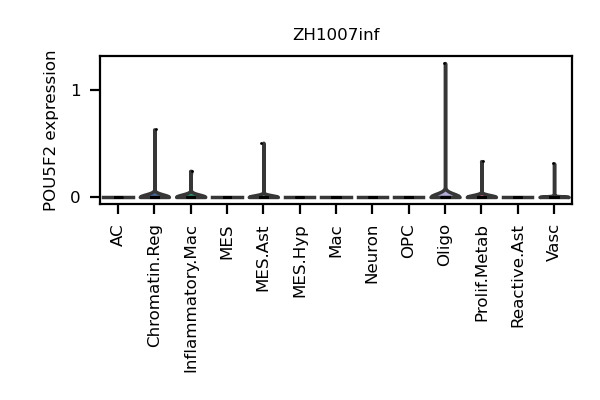 ZH1007inf
POU5F2 expression
1
0
AC
Chromatin.Reg
Inflammatory.Mac
MES
MES.Ast
MES.Hyp
Mac
Neuron
OPC
Oligo
Prolif.Metab
Reactive.Ast
Vasc